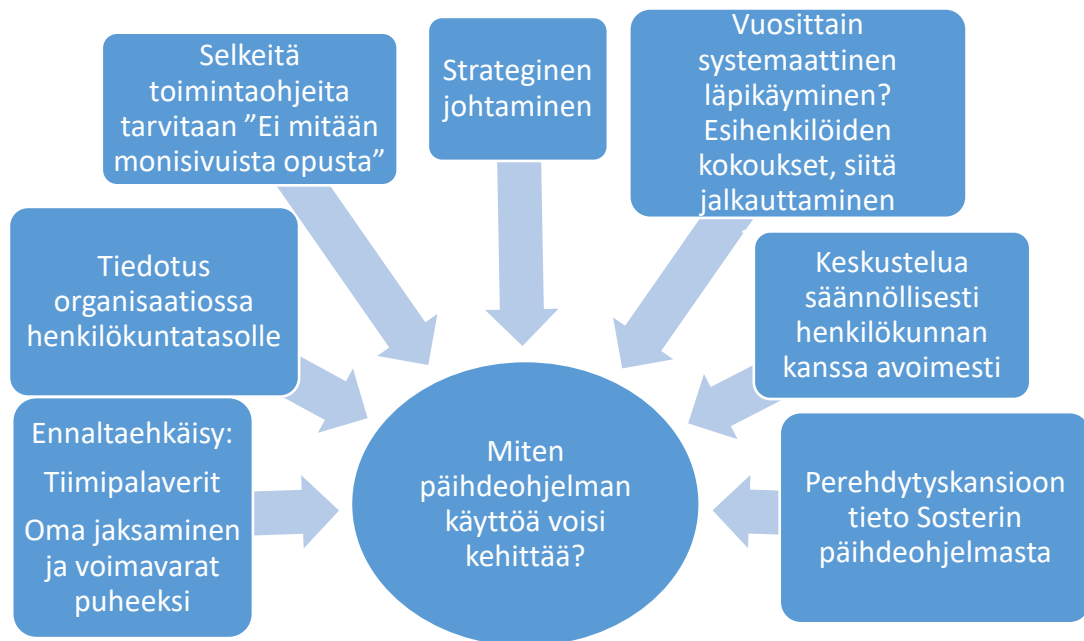 Selkeitä
toimintaohjeita
tarvitaan ”Ei mitään
monisivuista opusta”
Strateginen
johtaminen
Vuosittain
systemaattinen
läpikäyminen?
Esihenkilöiden
kokoukset, siitä
jalkauttaminen
Tiedotus
organisaatiossa
henkilökuntatasolle
Keskustelua
säännöllisesti
henkilökunnan
kanssa avoimesti
Ennaltaehkäisy:
Tiimipalaverit
Oma jaksaminen
ja voimavarat
puheeksi
Miten
päihdeohjelman
käyttöä voisi
kehittää?
Perehdytyskansioon
tieto Sosterin
päihdeohjelmasta